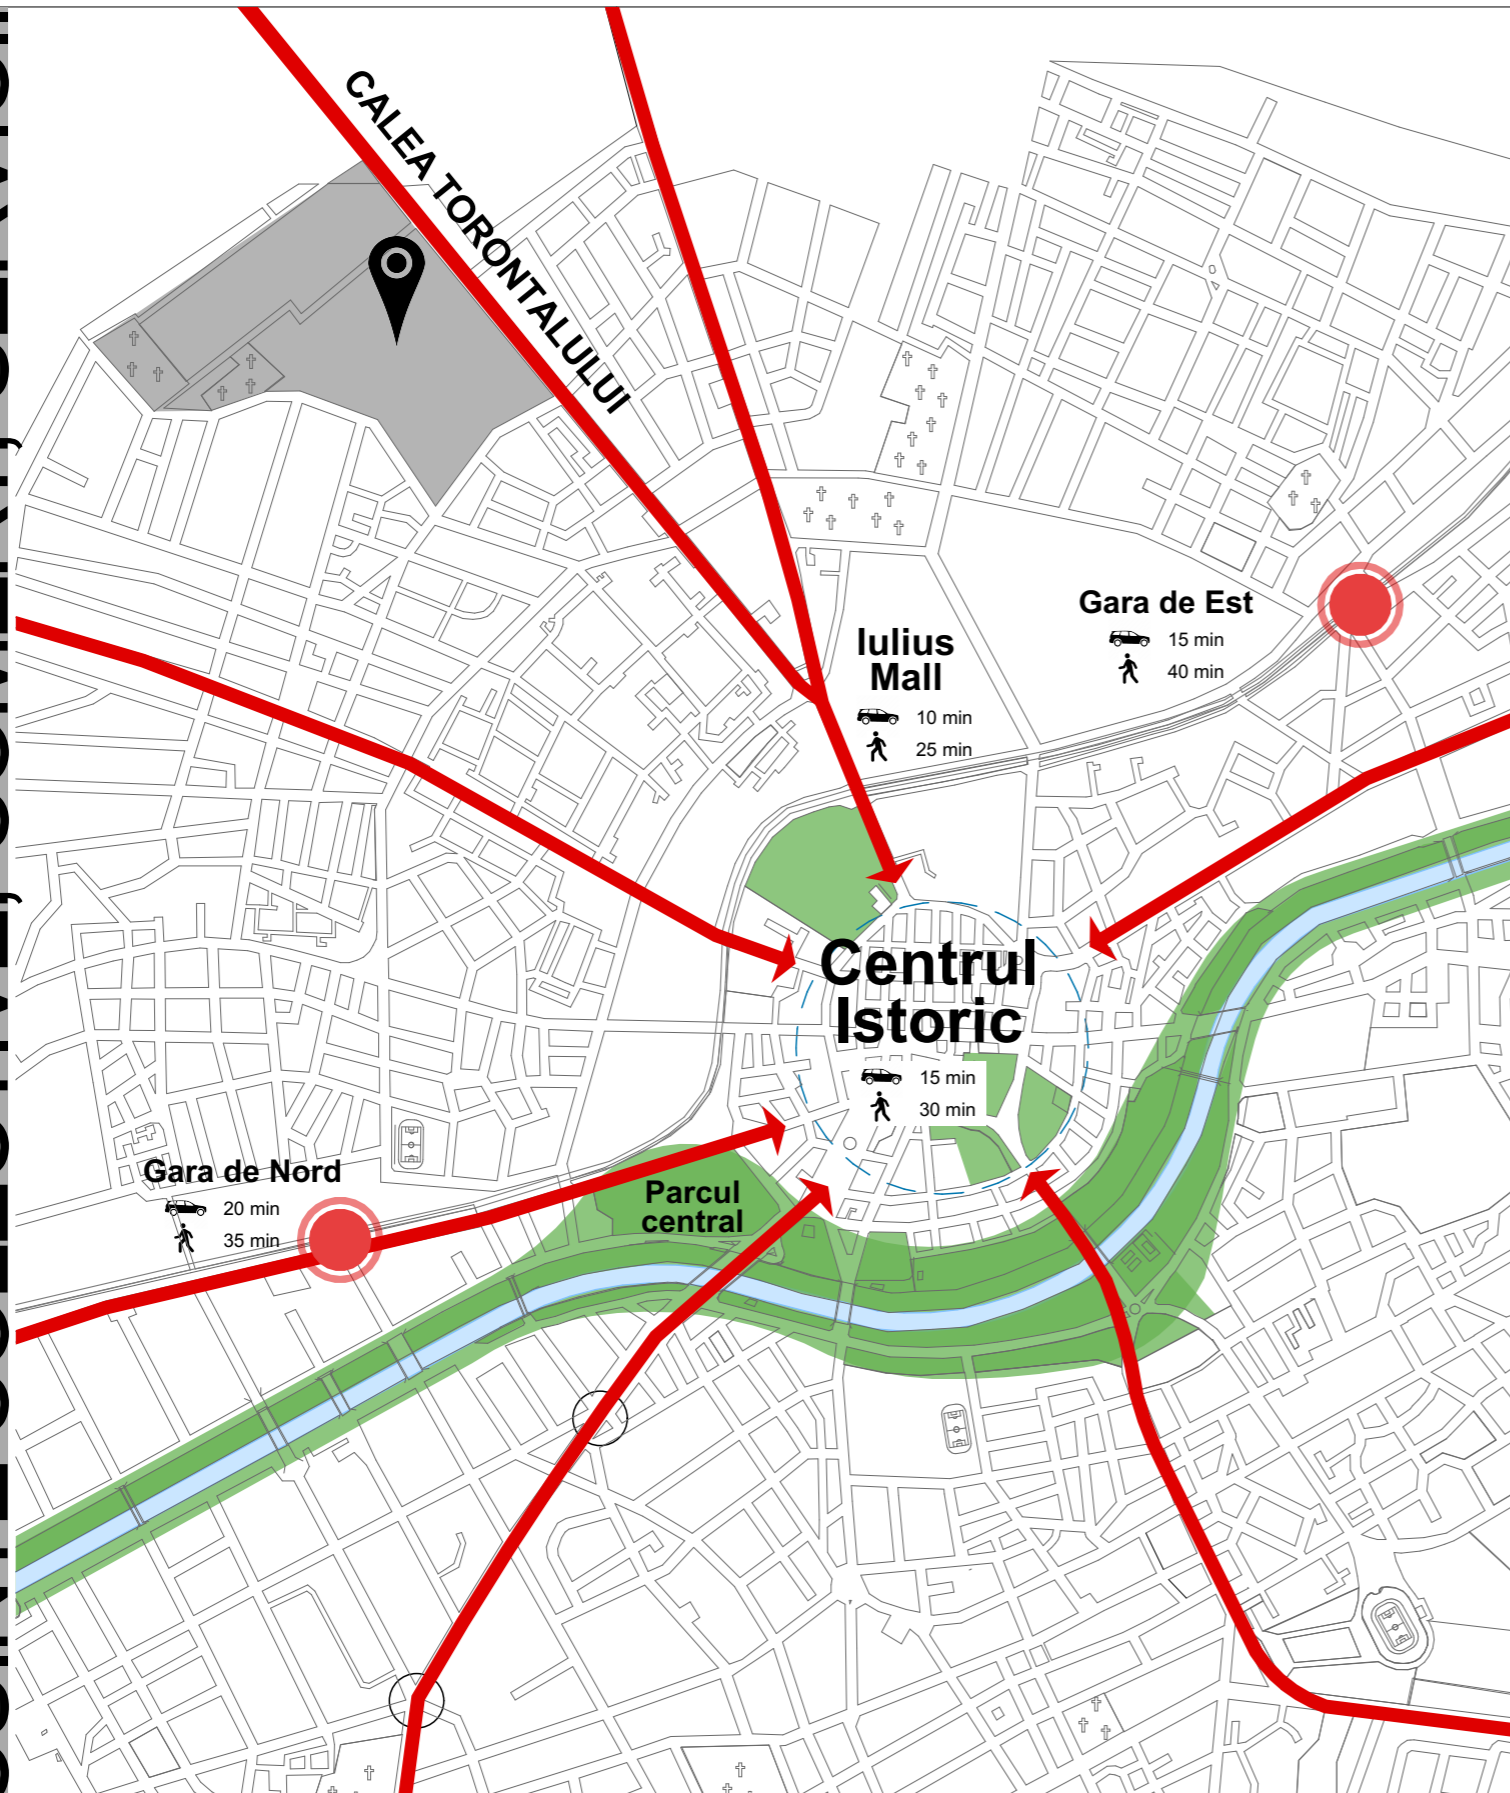 CALEA TORONTALULUI
Gara de Est
15 min
40 min
Iulius
Mall
10 min
25 min
Centrul
Istoric
15 min
30 min
Gara de Nord
20 min
35 min
Parcul
central